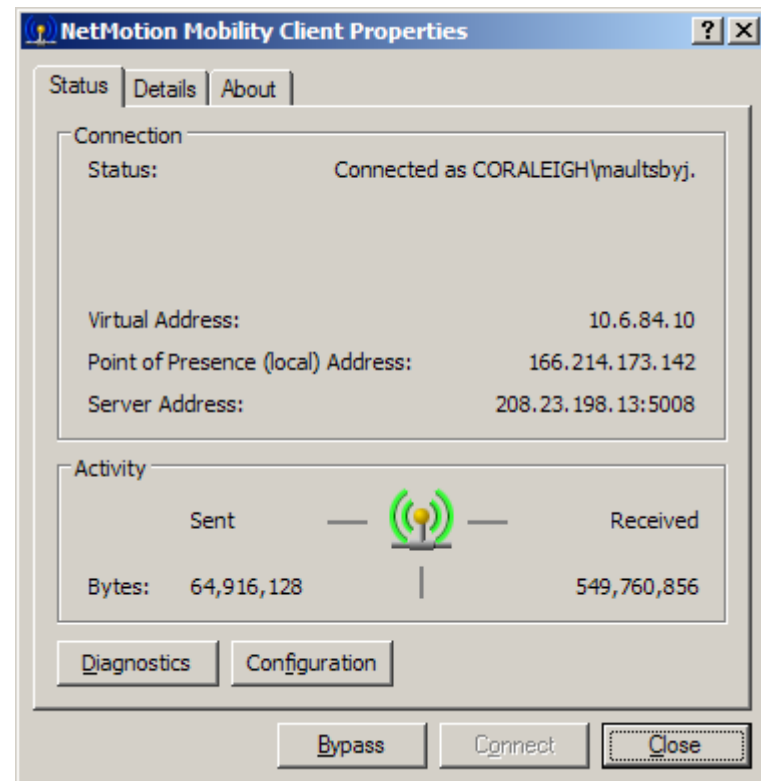 NetMotion Mobility Client Properties
Status Details About
Connection
Status: Connected as CORALEIGH\maultsbyj.
Virtual Address: 10.6.84.10
Point of Presence (local) Address: 166.214.173.142
Server Address: 208.23.198.13:5008
Activity
Sent Received
Bytes: 64,916,128 549,760,856
Diagnostics Configuration
Bypass Connect Close